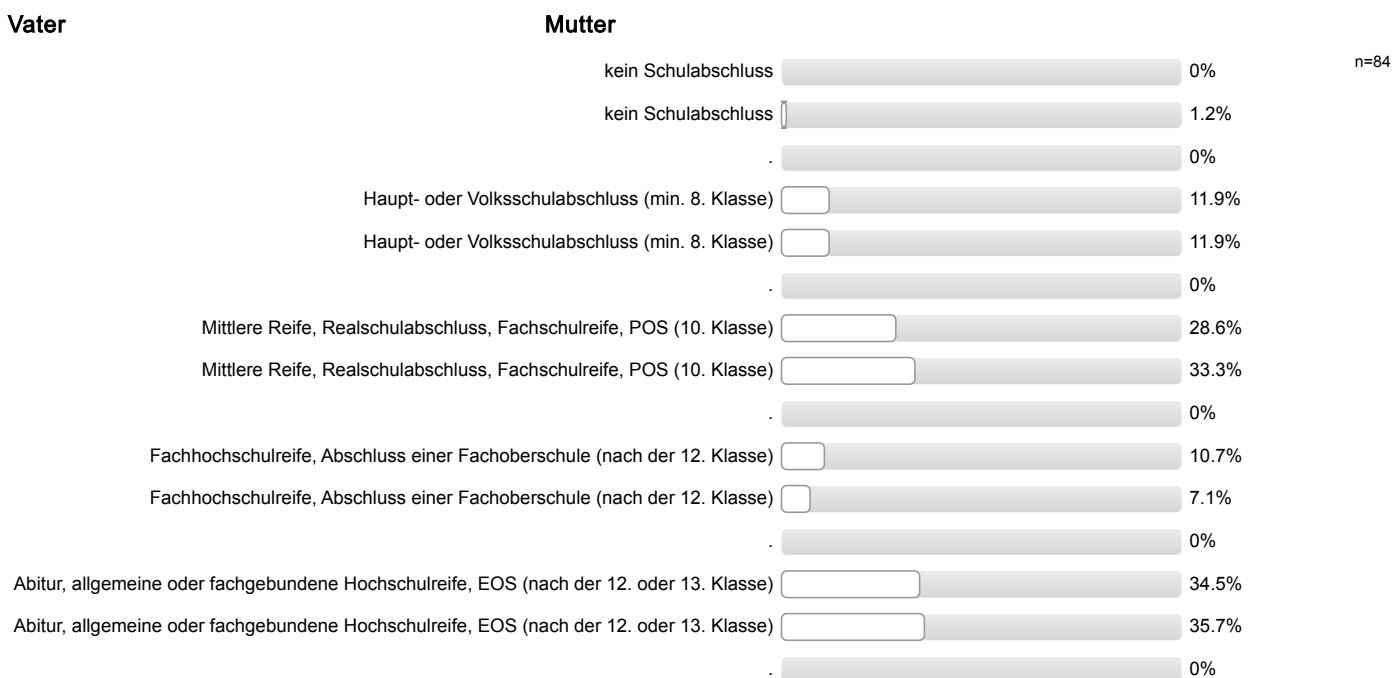 Vater Mutter
n=84
kein Schulabschluss 0%
kein Schulabschluss 1.2%
. 0%
Haupt- oder Volksschulabschluss (min. 8. Klasse) 11.9%
Haupt- oder Volksschulabschluss (min. 8. Klasse) 11.9%
. 0%
Mittlere Reife, Realschulabschluss, Fachschulreife, POS (10. Klasse) 28.6%
Mittlere Reife, Realschulabschluss, Fachschulreife, POS (10. Klasse) 33.3%
. 0%
Fachhochschulreife, Abschluss einer Fachoberschule (nach der 12. Klasse) 10.7%
Fachhochschulreife, Abschluss einer Fachoberschule (nach der 12. Klasse) 7.1%
. 0%
Abitur, allgemeine oder fachgebundene Hochschulreife, EOS (nach der 12. oder 13. Klasse) 34.5%
Abitur, allgemeine oder fachgebundene Hochschulreife, EOS (nach der 12. oder 13. Klasse) 35.7%
. 0%